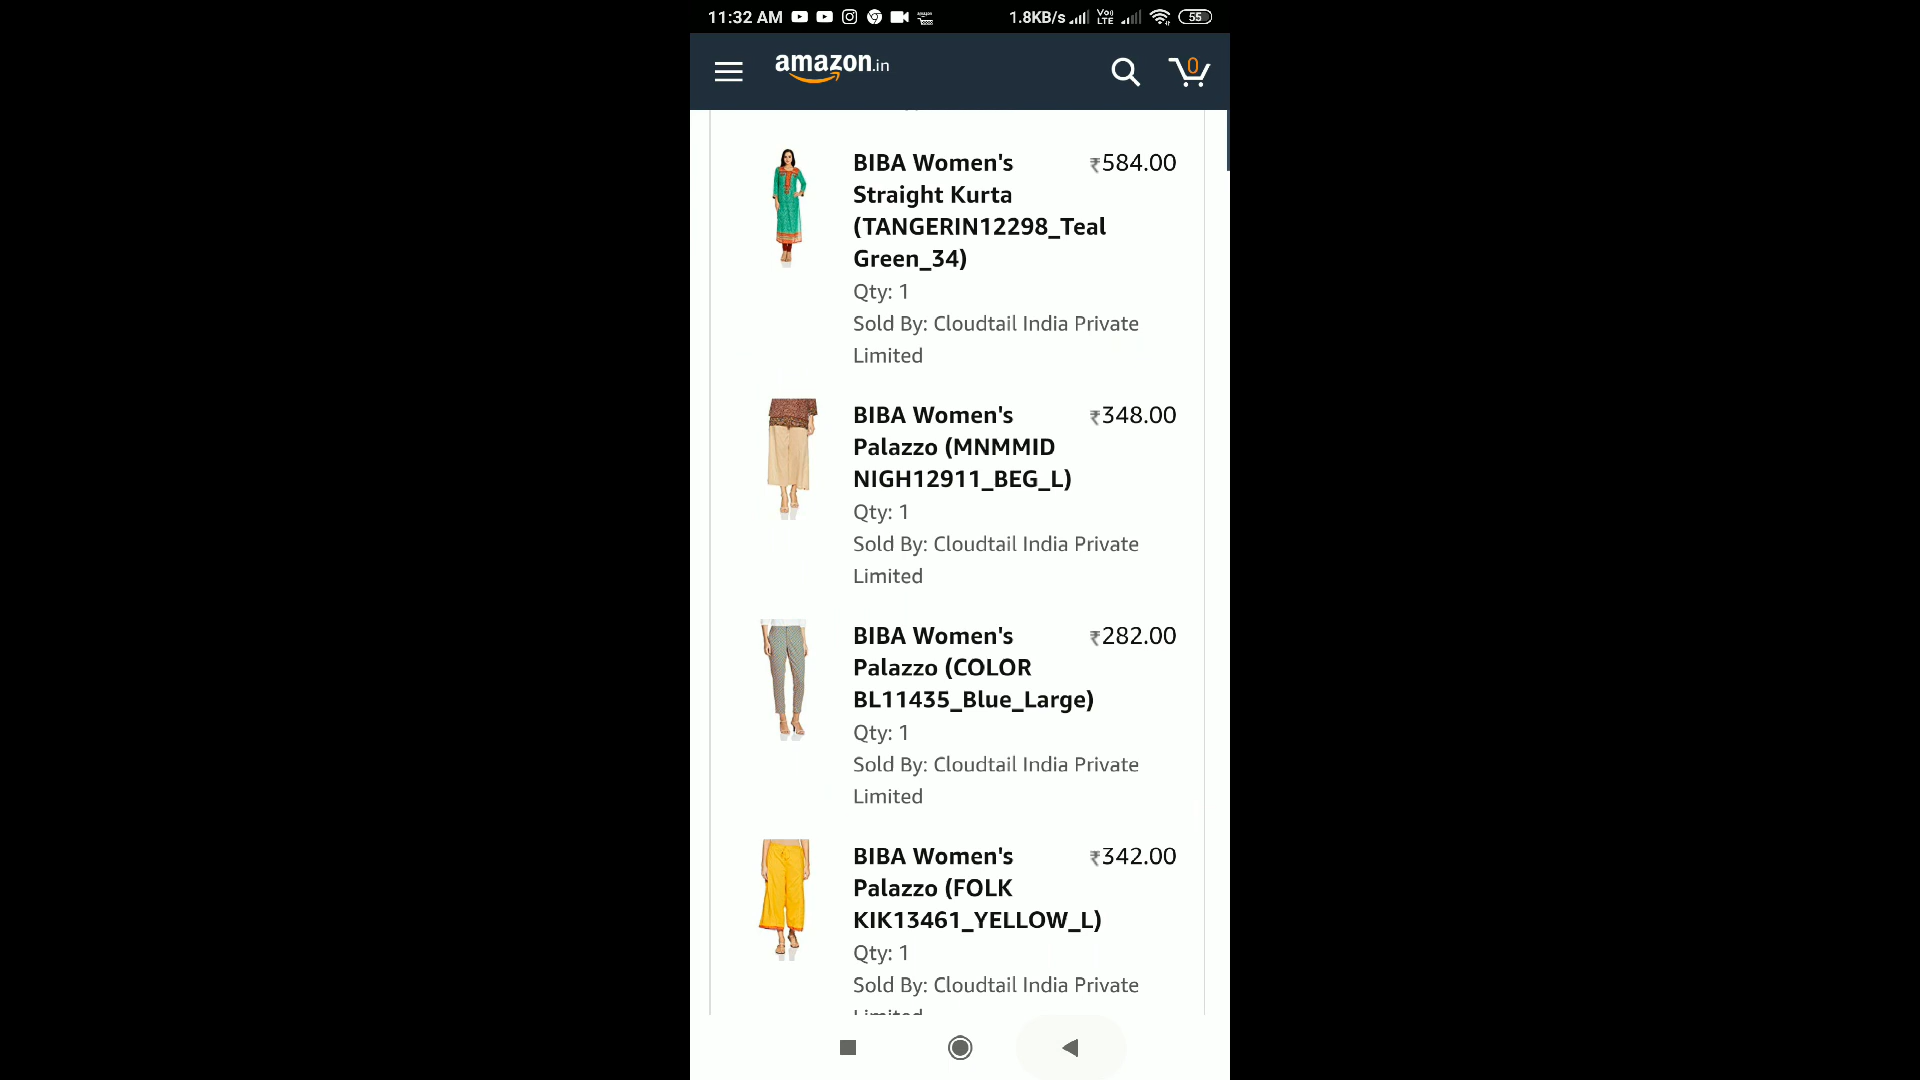 11:32 AM 1.8KB/s Vo) LTE 55
amazon.in 0
BIBA Women's ₹584.00
Straight Kurta
(TANGERIN12298_Teal
Green_34)
Qty: 1
Sold By: Cloudtail India Private
Limited
BIBA Women's ₹348.00
Palazzo (MNMMID
NIGH12911_BEG_L)
Qty: 1
Sold By: Cloudtail India Private
Limited
BIBA Women's ₹282.00
Palazzo (COLOR
BL11435_Blue_Large)
Qty: 1
Sold By: Cloudtail India Private
Limited
BIBA Women's ₹342.00
Palazzo (FOLK
KIK13461_YELLOW_L)
Qty: 1
Sold By: Cloudtail India Private